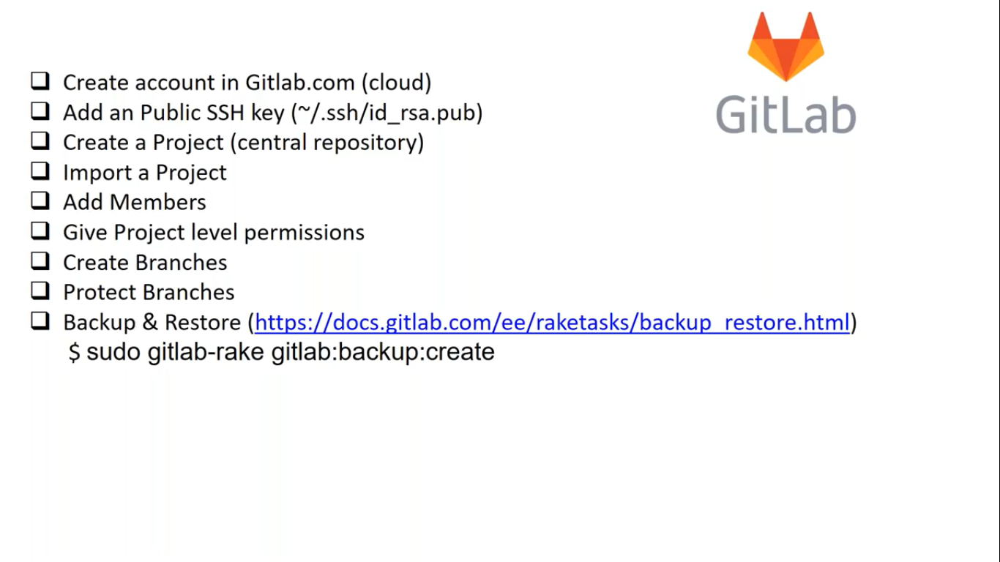 GitLab
Create account in Gitlab.com (cloud)
Add an Public SSH key (~/.ssh/id_rsa.pub)
Create a Project (central repository)
Import a Project
Add Members
Give Project level permissions
Create Branches
Protect Branches
Backup & Restore (https://docs.gitlab.com/ee/raketasks/backup_restore.html)
$ sudo gitlab-rake gitlab:backup:create